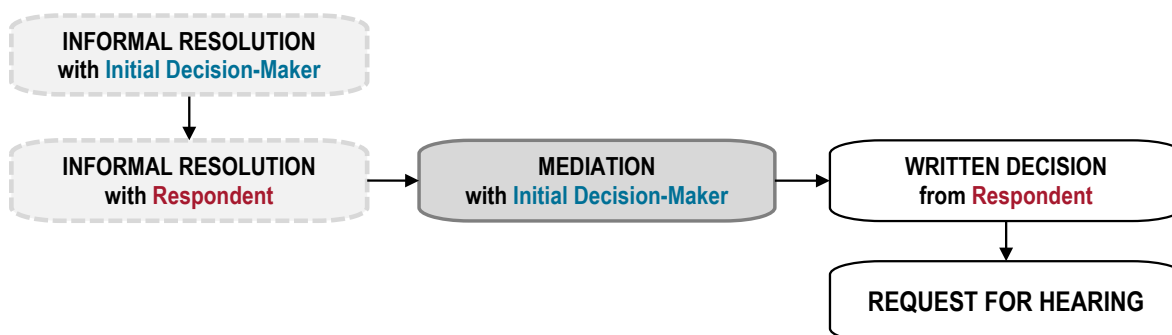 INFORMAL RESOLUTION
with Initial Decision-Maker
INFORMAL RESOLUTION
with Respondent
MEDIATION
with Initial Decision-Maker
WRITTEN DECISION
from Respondent
REQUEST FOR HEARING